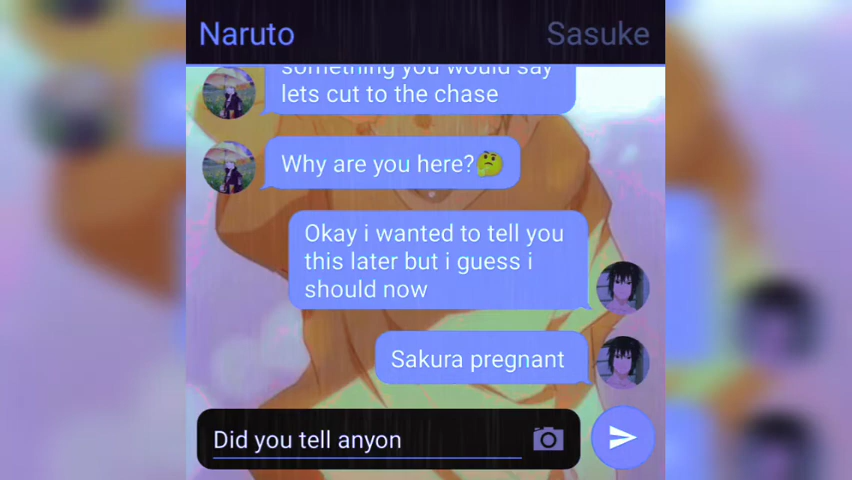 Naruto
Sasuke
something you would say
lets cut to the chase
Why are you here?🤔
Okay i wanted to tell you
this later but i guess i
should now
Sakura pregnant
Did you tell anyon